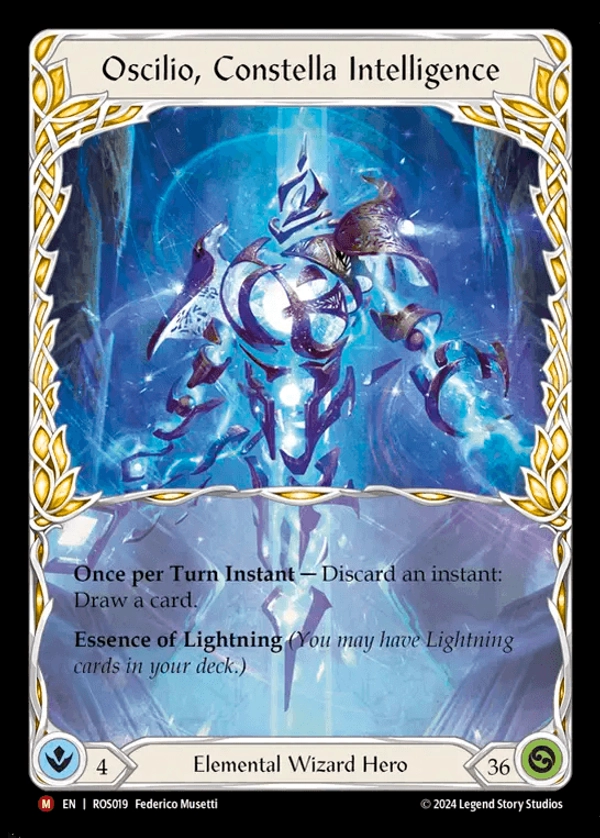 Oscilio, Constella Intelligence
Once per Turn Instant — Discard an instant:
Draw a card.
Essence of Lightning (You may have Lightning
cards in your deck.)
4 Elemental Wizard Hero 36
M EN | ROS019 Federico Musetti © 2024 Legend Story Studios